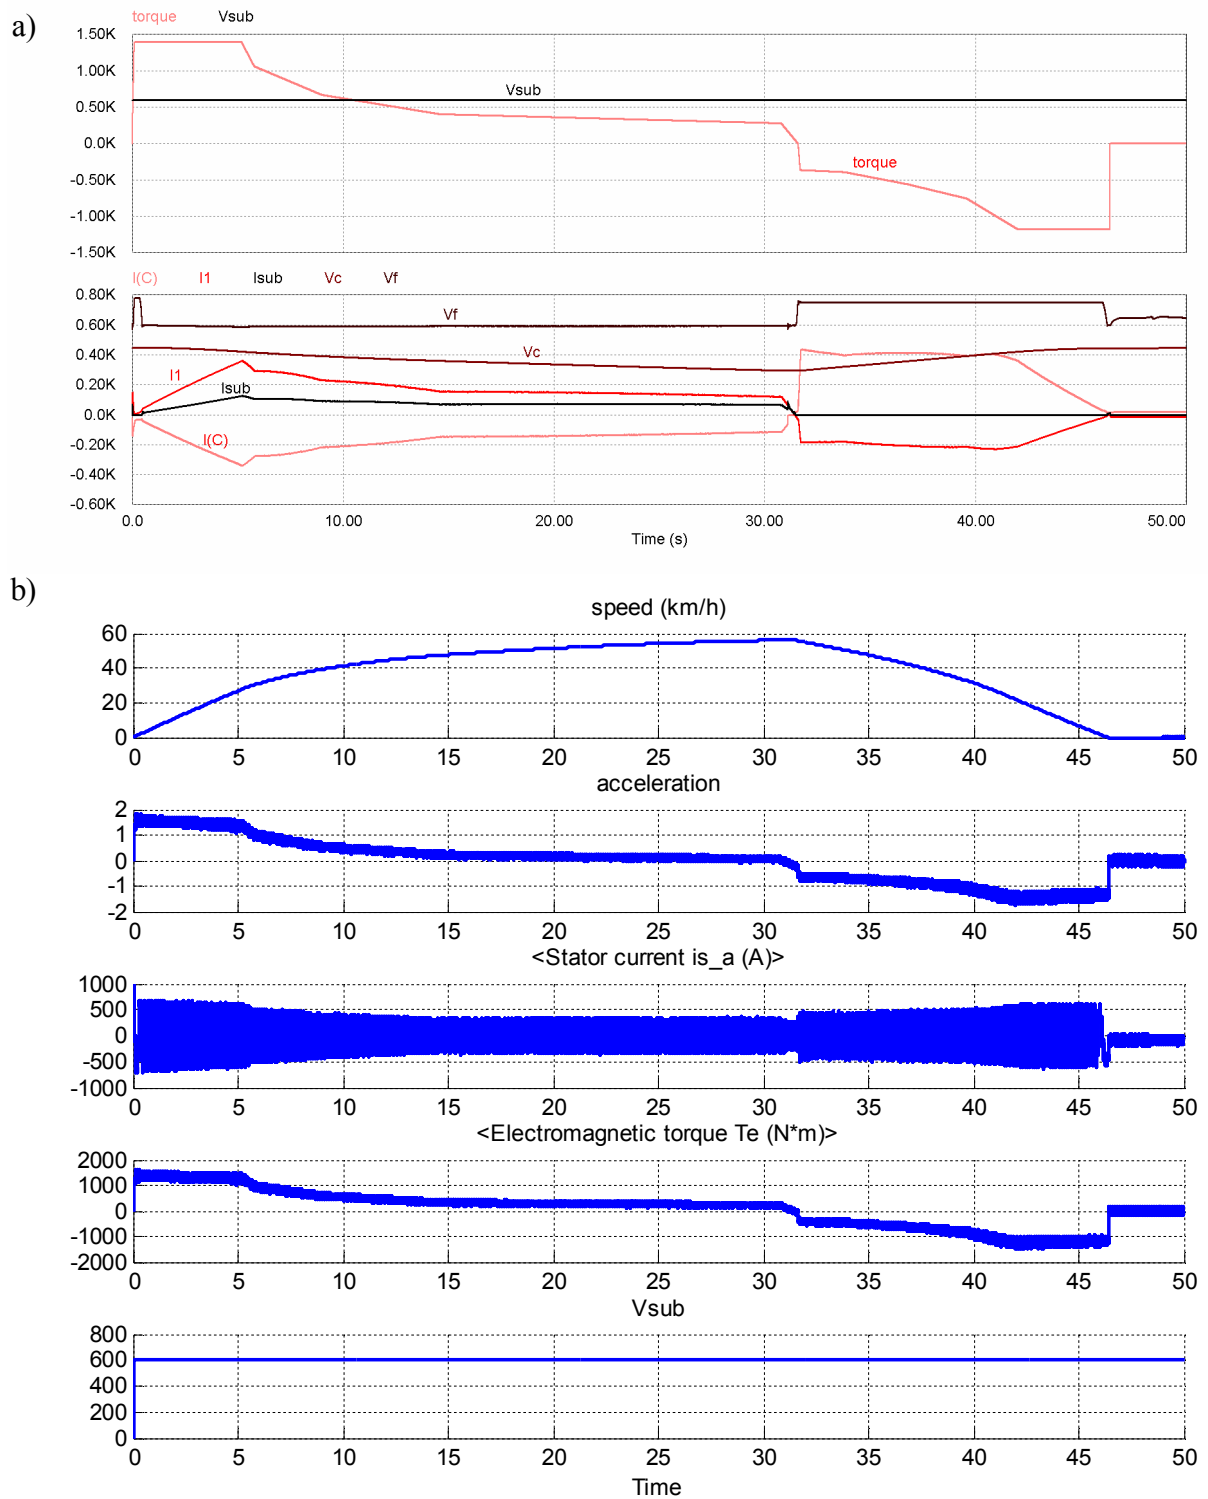 a)
torque Vsub
1.50K
1.00K
Vsub
0.50K
0.0K
torque
-0.50K
-1.00K
-1.50K
I(C) I1 Isub Vc Vf
0.80K
Vf
0.60K
Vc
0.40K
I1
Isub
0.20K
0.0K
I(C)
-0.20K
-0.40K
-0.60K
0.0 10.00 20.00 30.00 40.00 50.00
Time (s)
b)
speed (km/h)
60
40
20
0
0 5 10 15 20 25 30 35 40 45 50
acceleration
2
1
0
-1
-2
0 5 10 15 20 25 30 35 40 45 50
<Stator current is_a (A)>
1000
500
0
-500
-1000
0 5 10 15 20 25 30 35 40 45 50
<Electromagnetic torque Te (N*m)>
2000
1000
0
-1000
-2000
0 5 10 15 20 25 30 35 40 45 50
Vsub
800
600
400
200
0
0 5 10 15 20 25 30 35 40 45 50
Time